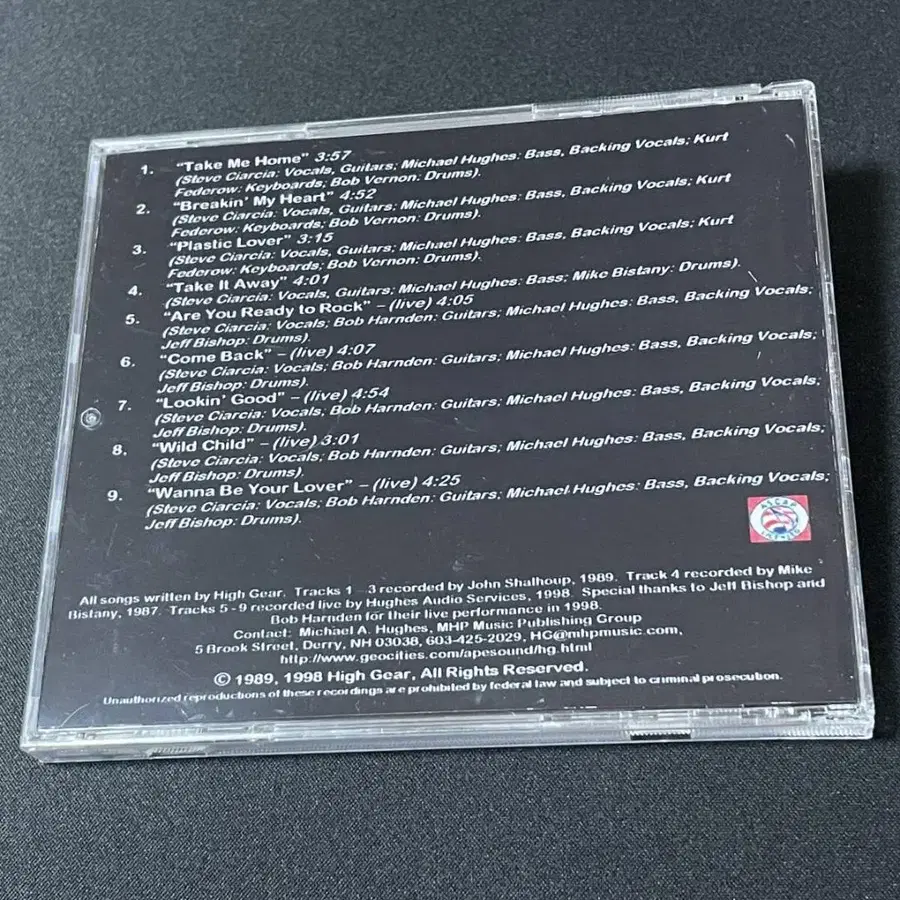 1. “Take Me Home” 3:57
(Steve Ciarcia: Vocals, Guitars; Michael Hughes: Bass, Backing Vocals; Kurt
Federow: Keyboards; Bob Vernon: Drums).
2. “Breakin’ My Heart” 4:52
(Steve Ciarcia: Vocals, Guitars; Michael Hughes: Bass, Backing Vocals; Kurt
Federow: Keyboards; Bob Vernon: Drums).
3. “Plastic Lover” 3:15
(Steve Ciarcia: Vocals, Guitars; Michael Hughes: Bass, Backing Vocals; Kurt
Federow: Keyboards; Bob Vernon: Drums).
4. “Take It Away” 4:01
(Steve Ciarcia: Vocals, Guitars; Michael Hughes: Bass; Mike Bistany: Drums).
5. “Are You Ready to Rock” – (live) 4:05
(Steve Ciarcia: Vocals; Bob Harnden: Guitars; Michael Hughes: Bass, Backing Vocals;
Jeff Bishop: Drums).
6. “Come Back” – (live) 4:07
(Steve Ciarcia: Vocals; Bob Harnden: Guitars; Michael Hughes: Bass, Backing Vocals;
Jeff Bishop: Drums).
7. “Lookin’ Good” – (live) 4:54
(Steve Ciarcia: Vocals; Bob Harnden: Guitars; Michael Hughes: Bass, Backing Vocals;
Jeff Bishop: Drums).
8. “Wild Child” – (live) 3:01
(Steve Ciarcia: Vocals; Bob Harnden: Guitars; Michael Hughes: Bass, Backing Vocals;
Jeff Bishop: Drums).
9. “Wanna Be Your Lover” – (live) 4:25
(Steve Ciarcia: Vocals; Bob Harnden: Guitars; Michael Hughes: Bass, Backing Vocals;
Jeff Bishop: Drums).
ASCAP
All songs written by High Gear. Tracks 1 – 3 recorded by John Shalhoup, 1989. Track 4 recorded by Mike
Bistany, 1987. Tracks 5 - 9 recorded live by Hughes Audio Services, 1998. Special thanks to Jeff Bishop and
Bob Harnden for their live performance in 1998.
Contact: Michael A. Hughes, MHP Music Publishing Group
5 Brook Street, Derry, NH 03038, 603-425-2029, HG@mhpmusic.com,
http://www.geocities.com/apesound/hg.html
© 1989, 1998 High Gear, All Rights Reserved.
Unauthorized reproductions of these recordings are prohibited by federal law and subject to criminal prosecution.